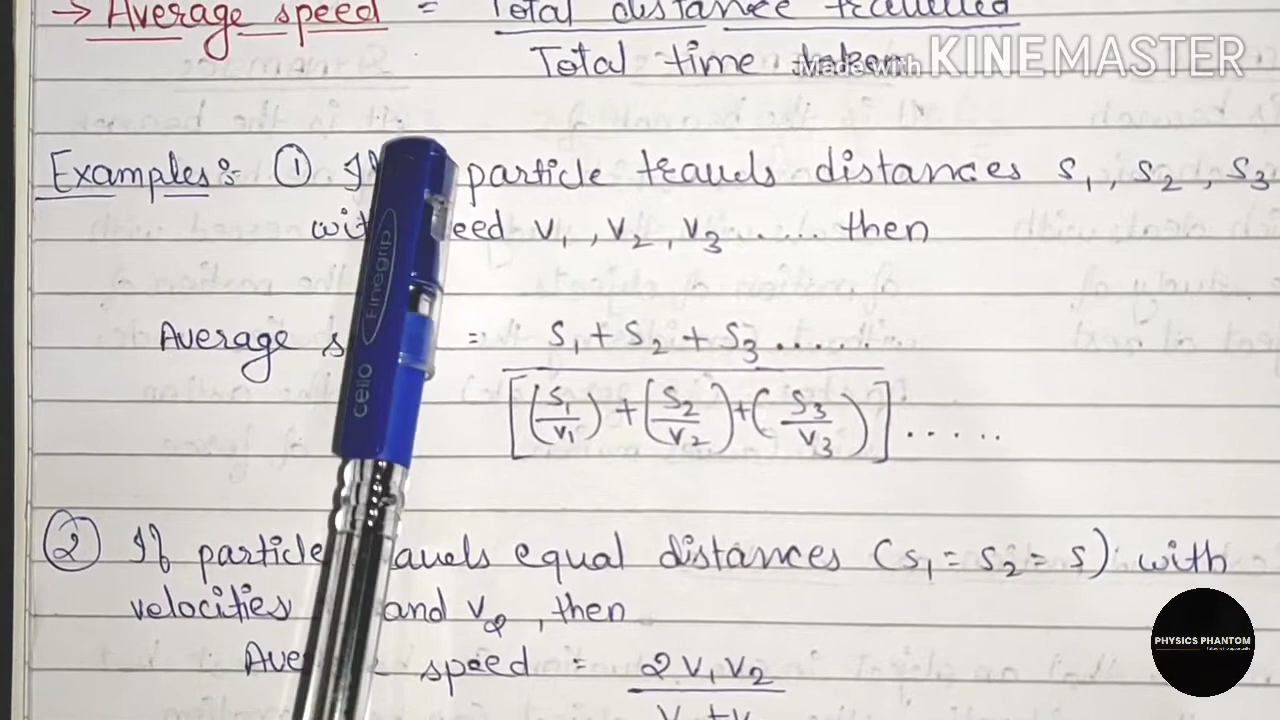 → Average speed = Total distance travelled
Total time taken
Made with KINEMASTER
Examples :- ① If particle travels distances S₁, S₂, S₃
with V₁, V₂, V₃ ...... then
Average = S₁ + S₂ + S₃ ......
[(S₁/V₁) + (S₂/V₂) + (S₃/V₃)] .....
cello Finegrip
② If particle equal distances (S₁ = S₂ = S) with
velocities and V₂, then
speed = 2V₁V₂
PHYSICS PHANTOM